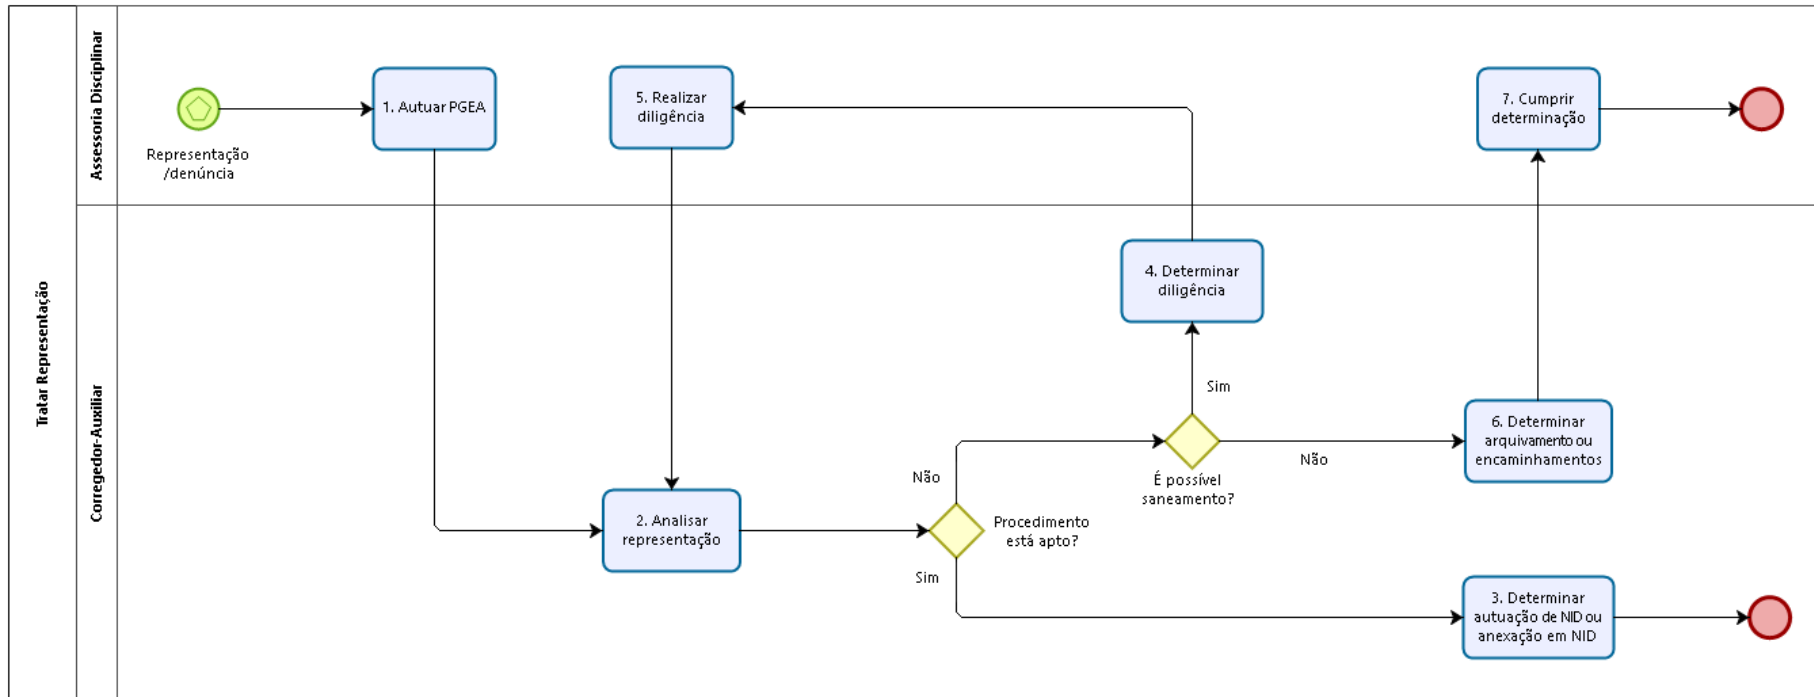 Tratar Representação
Assessoria Disciplinar
Representação
/denúncia
1. Autuar PGEA
5. Realizar
diligência
7. Cumprir
determinação
Corregedor-Auxiliar
4. Determinar
diligência
Sim
É possível
saneamento?
Não
6. Determinar
arquivamento ou
encaminhamentos
2. Analisar
representação
Não
Procedimento
está apto?
Sim
3. Determinar
autuação de NID ou
anexação em NID